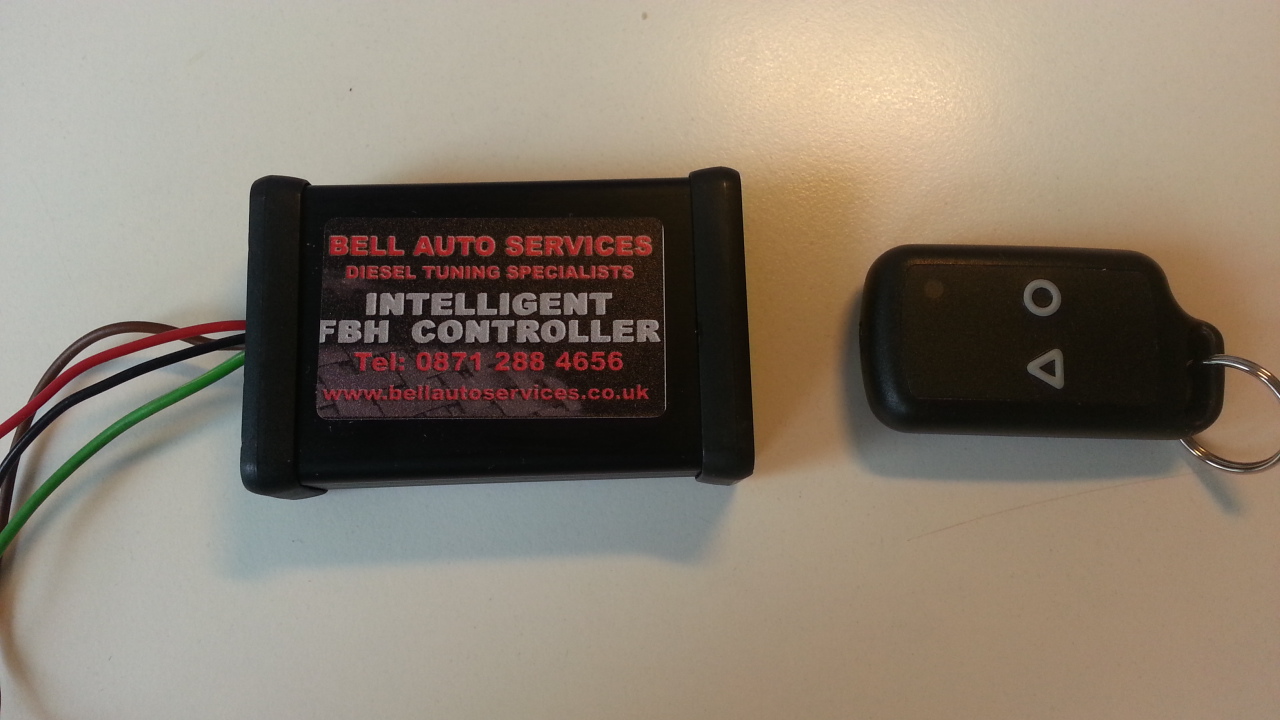 BELL AUTO SERVICES
DIESEL TUNING SPECIALISTS
INTELLIGENT
FBH CONTROLLER
Tel: 0871 288 4656
www.bellautoservices.co.uk